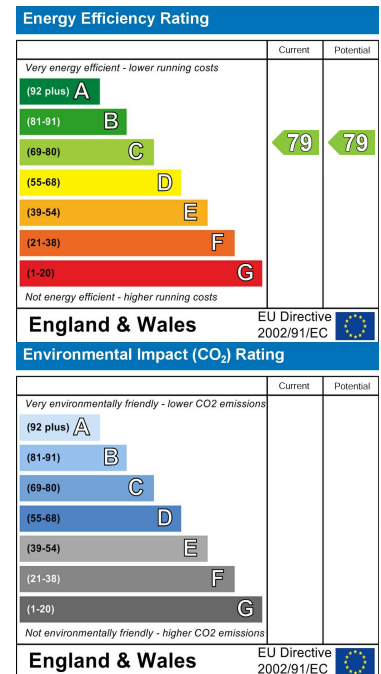 Energy Efficiency Rating
Current Potential
Very energy efficient - lower running costs
(92 plus) A
(81-91) B
(69-80) C
79 79
(55-68) D
(39-54) E
(21-38) F
(1-20) G
Not energy efficient - higher running costs
England & Wales
EU Directive
2002/91/EC
Environmental Impact (CO₂) Rating
Current Potential
Very environmentally friendly - lower CO2 emissions
(92 plus) A
(81-91) B
(69-80) C
(55-68) D
(39-54) E
(21-38) F
(1-20) G
Not environmentally friendly - higher CO2 emissions
England & Wales
EU Directive
2002/91/EC